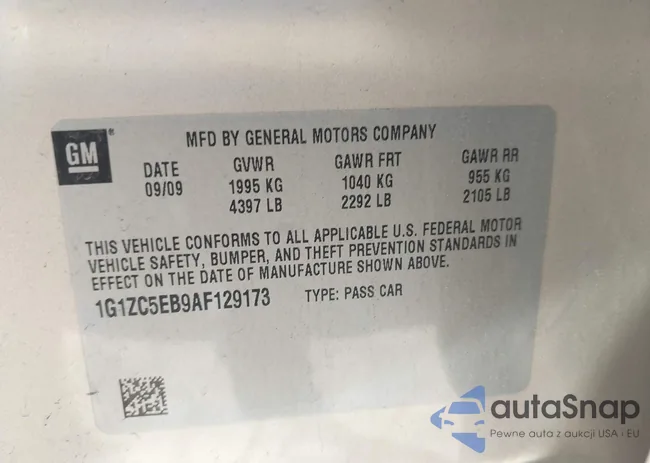 GM®
MFD BY GENERAL MOTORS COMPANY
DATE GVWR GAWR FRT GAWR RR
09/09 1995 KG 1040 KG 955 KG
4397 LB 2292 LB 2105 LB
THIS VEHICLE CONFORMS TO ALL APPLICABLE U.S. FEDERAL MOTOR
VEHICLE SAFETY, BUMPER, AND THEFT PREVENTION STANDARDS IN
EFFECT ON THE DATE OF MANUFACTURE SHOWN ABOVE.
1G1ZC5EB9AF129173 TYPE: PASS CAR
autaSnap
Pewne auta z aukcji USA i EU